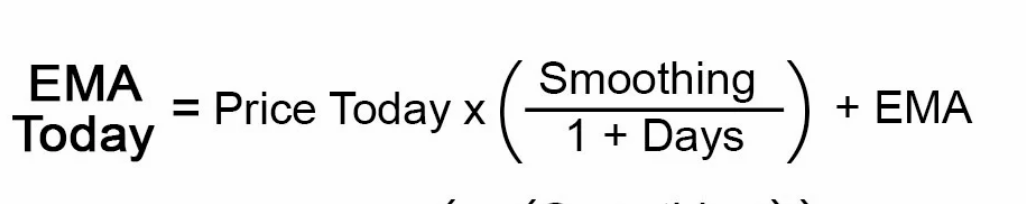 EMA Today = Price Today x ( Smoothing / 1 + Days ) + EMA